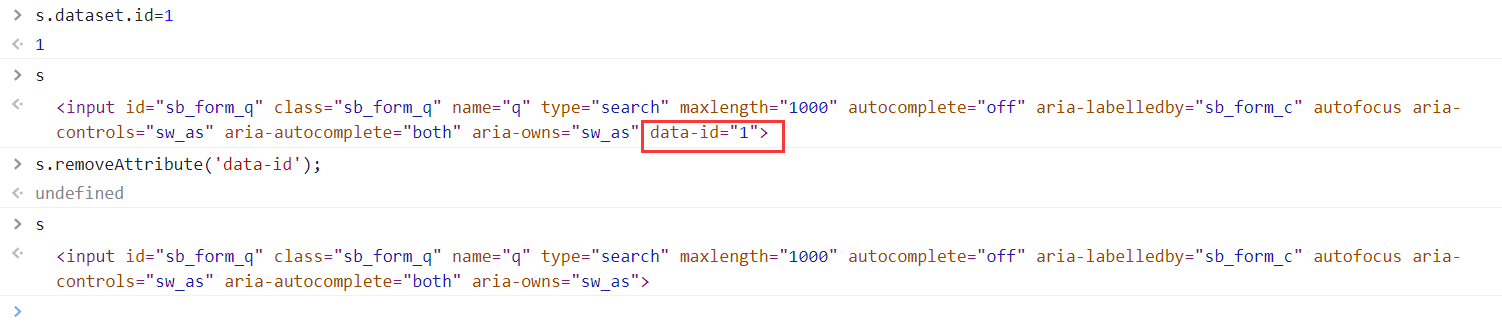 s.dataset.id=1
1
s
<input id="sb_form_q" class="sb_form_q" name="q" type="search" maxlength="1000" autocomplete="off" aria-labelledby="sb_form_c" autofocus aria-
controls="sw_as" aria-autocomplete="both" aria-owns="sw_as" data-id="1">
s.removeAttribute('data-id');
undefined
s
<input id="sb_form_q" class="sb_form_q" name="q" type="search" maxlength="1000" autocomplete="off" aria-labelledby="sb_form_c" autofocus aria-
controls="sw_as" aria-autocomplete="both" aria-owns="sw_as">